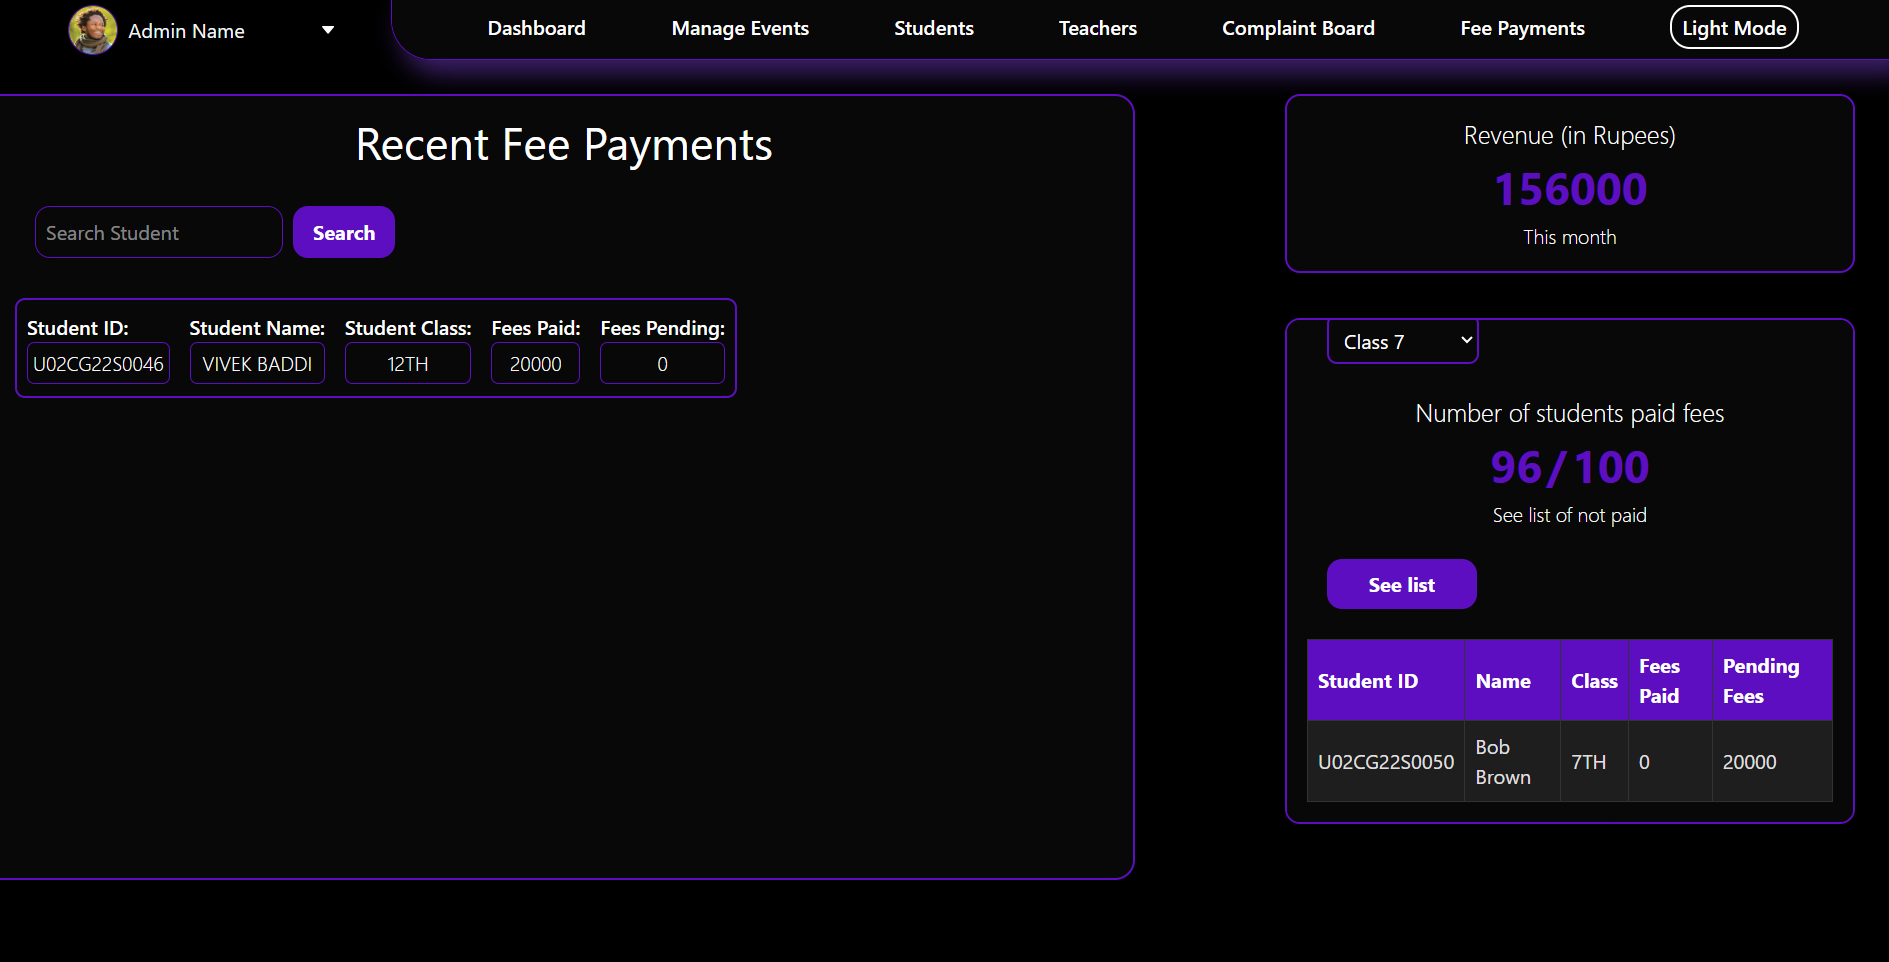 Admin Name
Dashboard
Manage Events
Students
Teachers
Complaint Board
Fee Payments
Light Mode
Recent Fee Payments
Search Student
Search
Student ID: Student Name: Student Class: Fees Paid: Fees Pending:
U02CG22S0046 VIVEK BADDI 12TH 20000 0
Revenue (in Rupees)
156000
This month
Class 7
Number of students paid fees
96/100
See list of not paid
See list
Student ID Name Class Fees Paid Pending Fees
U02CG22S0050 Bob Brown 7TH 0 20000